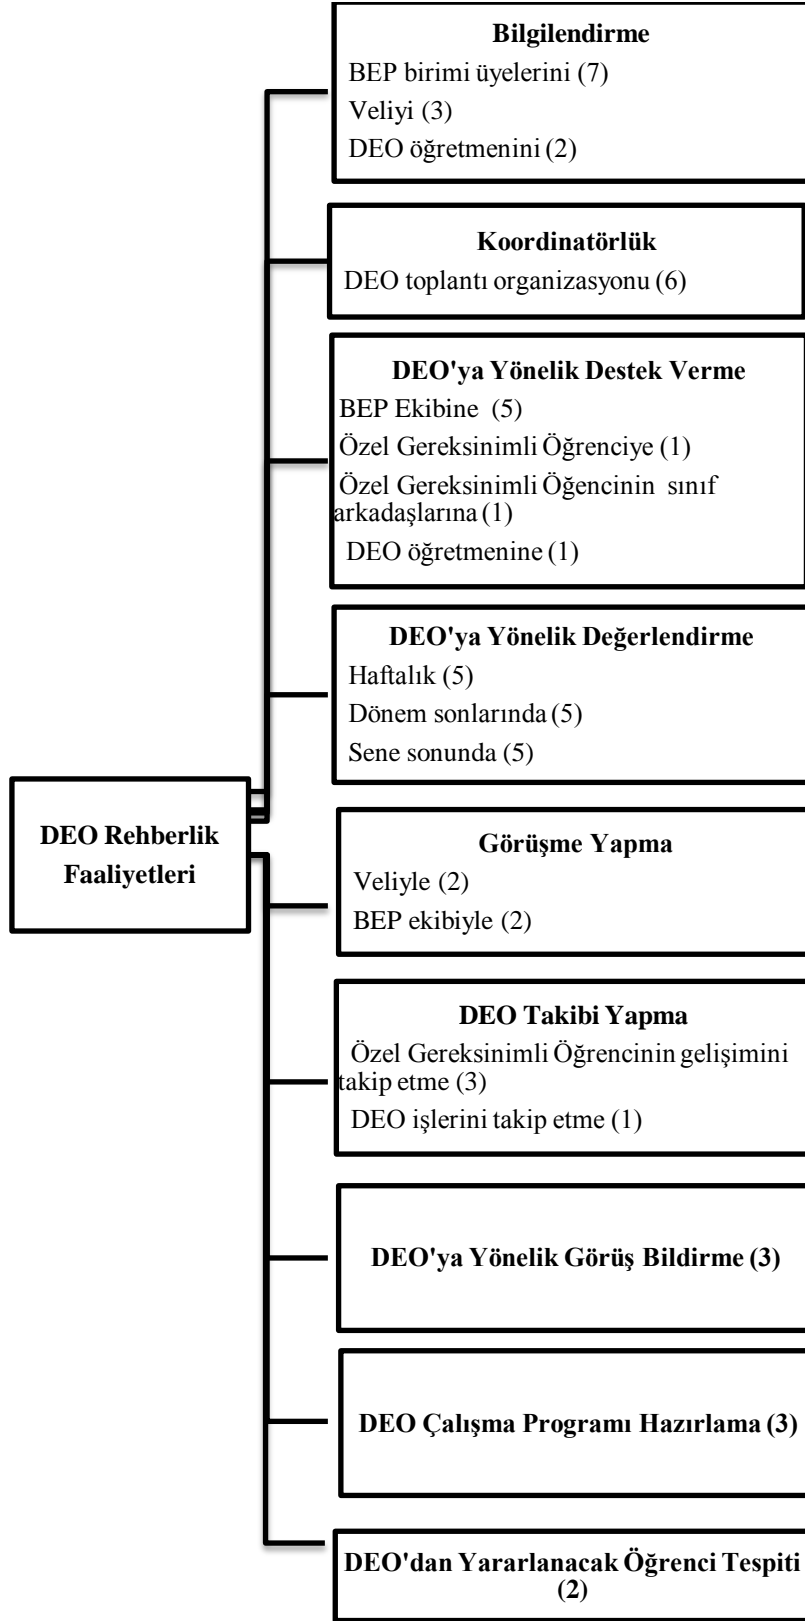 Bilgilendirme
BEP birimi üyelerini (7)
Veliyi (3)
DEO öğretmenini (2)
Koordinatörlük
DEO toplantı organizasyonu (6)
DEO'ya Yönelik Destek Verme
BEP Ekibine (5)
Özel Gereksinimli Öğrenciye (1)
Özel Gereksinimli Öğencinin sınıf
arkadaşlarına (1)
DEO öğretmenine (1)
DEO'ya Yönelik Değerlendirme
Haftalık (5)
Dönem sonlarında (5)
Sene sonunda (5)
DEO Rehberlik
Faaliyetleri
Görüşme Yapma
Veliyle (2)
BEP ekibiyle (2)
DEO Takibi Yapma
Özel Gereksinimli Öğrencinin gelişimini
takip etme (3)
DEO işlerini takip etme (1)
DEO'ya Yönelik Görüş Bildirme (3)
DEO Çalışma Programı Hazırlama (3)
DEO'dan Yararlanacak Öğrenci Tespiti
(2)